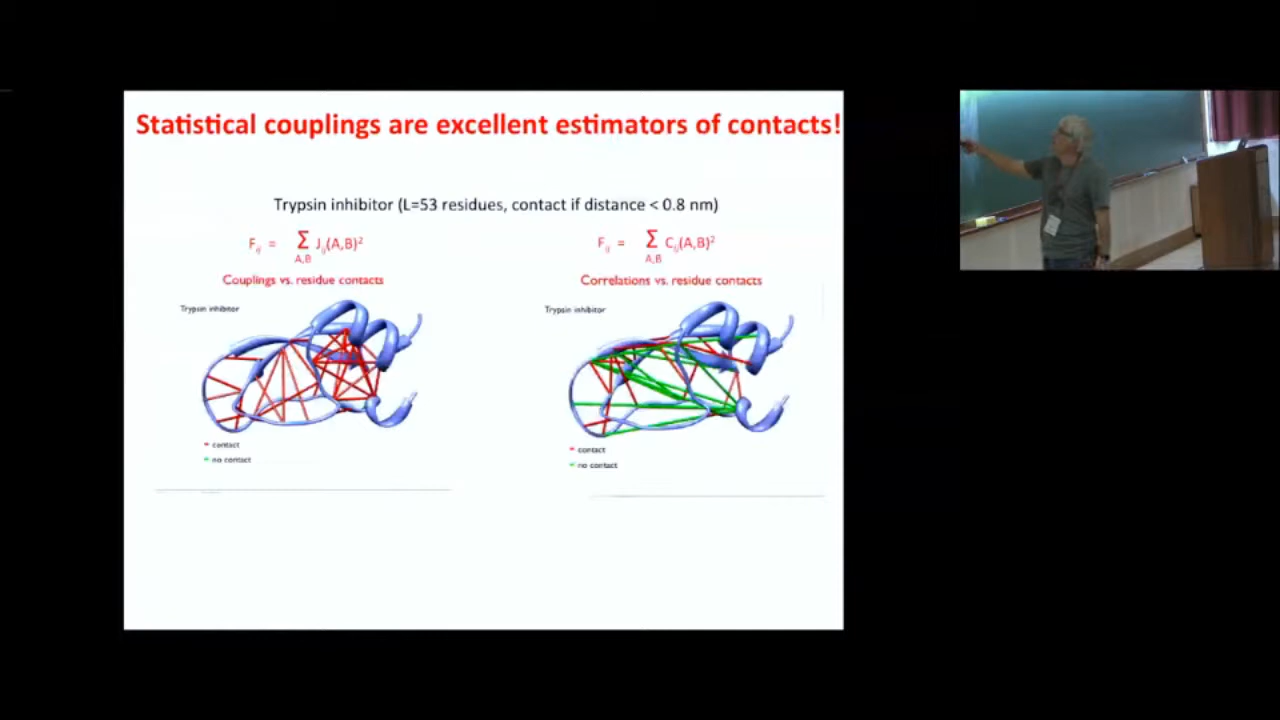 Statistical couplings are excellent estimators of contacts!
Trypsin inhibitor (L=53 residues, contact if distance < 0.8 nm)
F_ij = Σ_A,B J_ij(A,B)²
Couplings vs. residue contacts
Trypsin inhibitor
contact
no contact
F_ij = Σ_A,B C_ij(A,B)²
Correlations vs. residue contacts
Trypsin inhibitor
contact
no contact